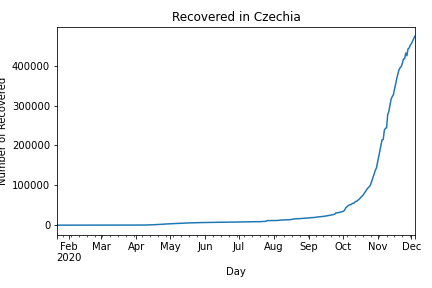 Recovered in Czechia
Number of Recovered
400000
300000
200000
100000
0
Feb Mar Apr May Jun Jul Aug Sep Oct Nov Dec
2020
Day